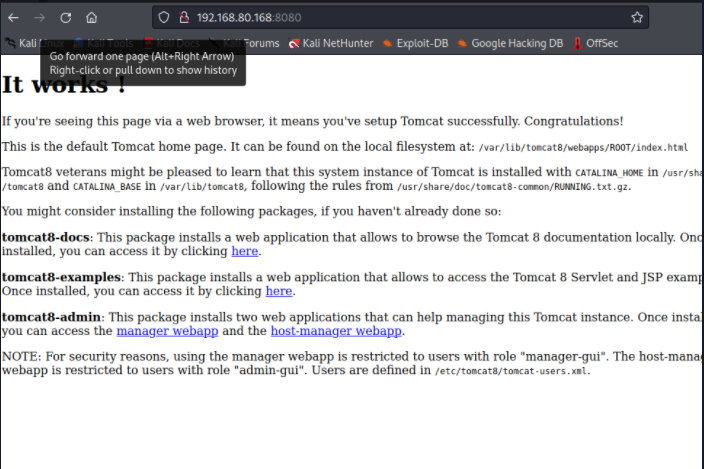 192.168.80.168:8080
Kali Linux Kali Tools Kali Docs Kali Forums Kali NetHunter Exploit-DB Google Hacking DB OffSec
Go forward one page (Alt+Right Arrow)
Right-click or pull down to show history
It works !
If you're seeing this page via a web browser, it means you've setup Tomcat successfully. Congratulations!
This is the default Tomcat home page. It can be found on the local filesystem at: /var/lib/tomcat8/webapps/ROOT/index.html
Tomcat8 veterans might be pleased to learn that this system instance of Tomcat is installed with CATALINA_HOME in /usr/sha
/tomcat8 and CATALINA_BASE in /var/lib/tomcat8, following the rules from /usr/share/doc/tomcat8-common/RUNNING.txt.gz.
You might consider installing the following packages, if you haven't already done so:
tomcat8-docs: This package installs a web application that allows to browse the Tomcat 8 documentation locally. Onc
installed, you can access it by clicking here.
tomcat8-examples: This package installs a web application that allows to access the Tomcat 8 Servlet and JSP examp
Once installed, you can access it by clicking here.
tomcat8-admin: This package installs two web applications that can help managing this Tomcat instance. Once instal
you can access the manager webapp and the host-manager webapp.
NOTE: For security reasons, using the manager webapp is restricted to users with role "manager-gui". The host-manag
webapp is restricted to users with role "admin-gui". Users are defined in /etc/tomcat8/tomcat-users.xml.